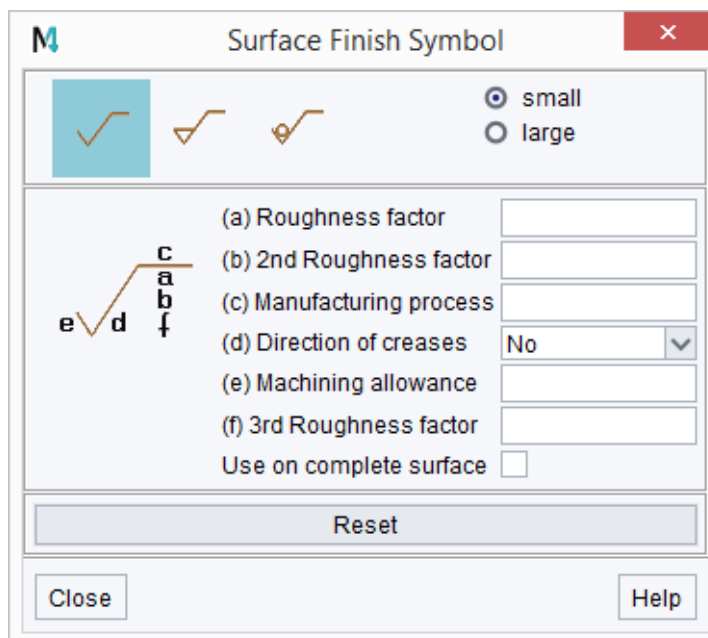 Surface Finish Symbol
small
large
(a) Roughness factor
(b) 2nd Roughness factor
(c) Manufacturing process
(d) Direction of creases No
(e) Machining allowance
(f) 3rd Roughness factor
Use on complete surface
c
a
b
e d f
Reset
Close Help